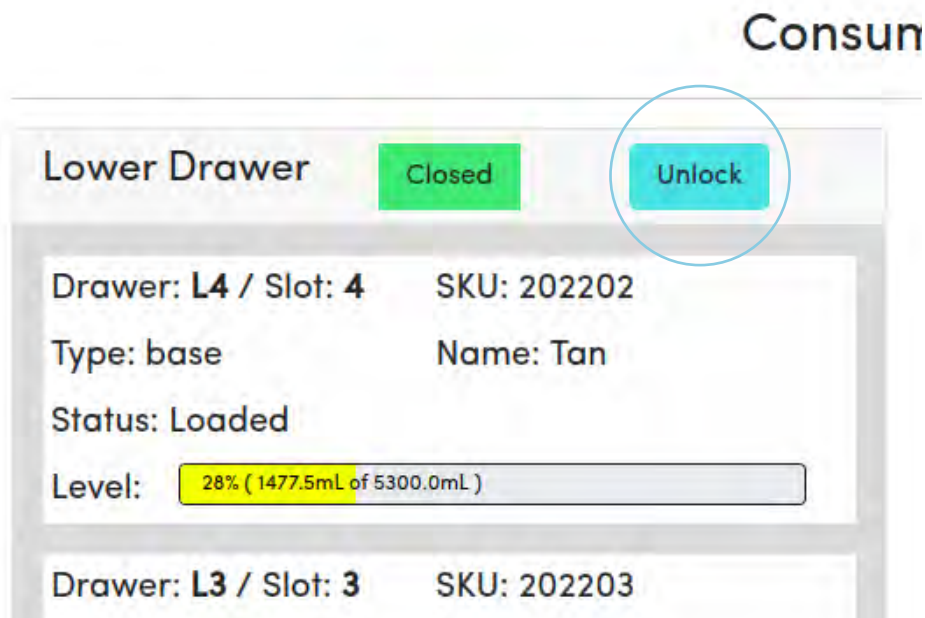 Consum
Lower Drawer Closed Unlock
Drawer: L4 / Slot: 4 SKU: 202202
Type: base Name: Tan
Status: Loaded
Level: 28% ( 1477.5mL of 5300.0mL )
Drawer: L3 / Slot: 3 SKU: 202203